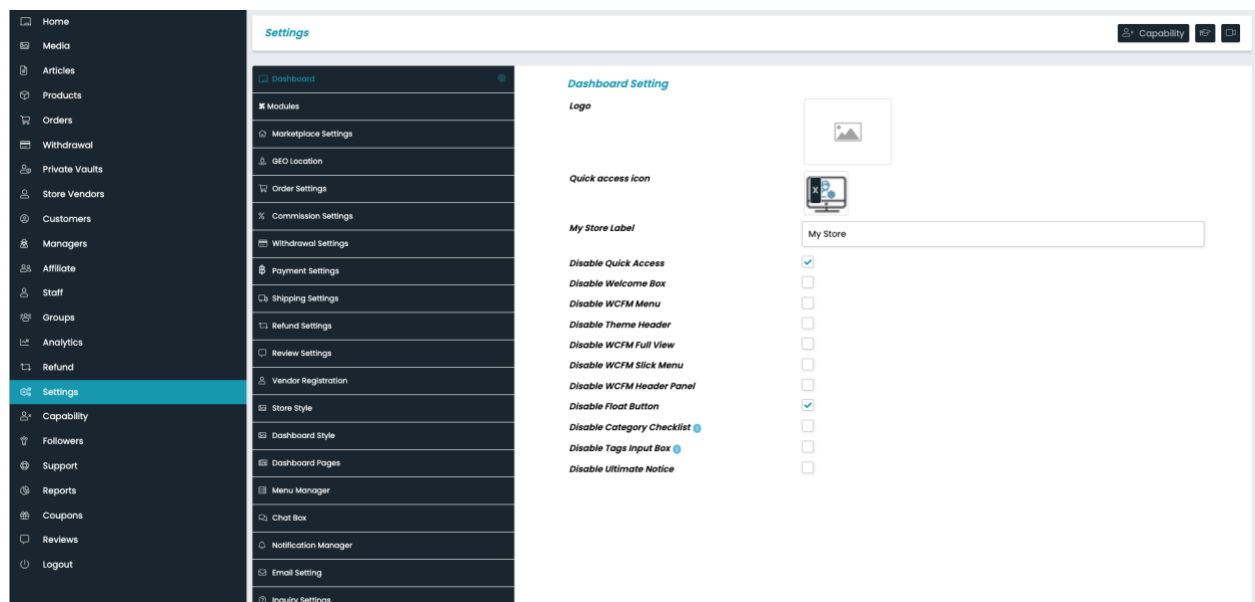 Home
Media
Articles
Products
Orders
Withdrawal
Private Vaults
Store Vendors
Customers
Managers
Affiliate
Staff
Groups
Analytics
Refund
Settings
Capability
Followers
Support
Reports
Coupons
Reviews
Logout
Settings
Capability
Dashboard
Modules
Marketplace Settings
GEO Location
Order Settings
Commission Settings
Withdrawal Settings
Payment Settings
Shipping Settings
Refund Settings
Review Settings
Vendor Registration
Store Style
Dashboard Style
Dashboard Pages
Menu Manager
Chat Box
Notification Manager
Email Setting
Inquiry Settings
Dashboard Setting
Logo
Quick access icon
X
My Store Label
My Store
Disable Quick Access
Disable Welcome Box
Disable WCFM Menu
Disable Theme Header
Disable WCFM Full View
Disable WCFM Slick Menu
Disable WCFM Header Panel
Disable Float Button
Disable Category Checklist
Disable Tags Input Box
Disable Ultimate Notice